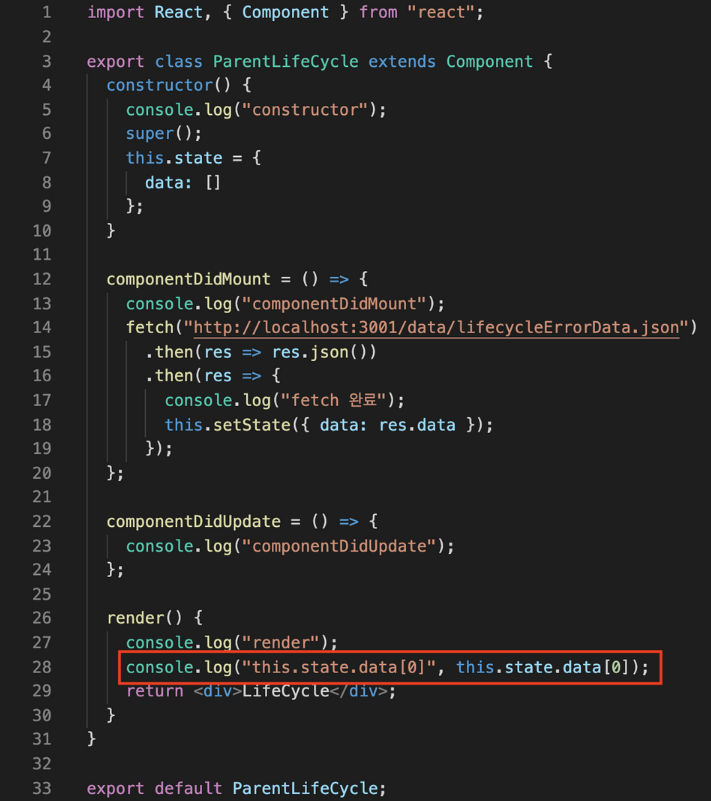 1 import React, { Component } from "react";
2
3 export class ParentLifeCycle extends Component {
4   constructor() {
5     console.log("constructor");
6     super();
7     this.state = {
8       data: []
9     };
10   }
11
12   componentDidMount = () => {
13     console.log("componentDidMount");
14     fetch("http://localhost:3001/data/lifecycleErrorData.json")
15       .then(res => res.json())
16       .then(res => {
17         console.log("fetch 완료");
18         this.setState({ data: res.data });
19       });
20   };
21
22   componentDidUpdate = () => {
23     console.log("componentDidUpdate");
24   };
25
26   render() {
27     console.log("render");
28     console.log("this.state.data[0]", this.state.data[0]);
29     return <div>LifeCycle</div>;
30   }
31 }
32
33 export default ParentLifeCycle;